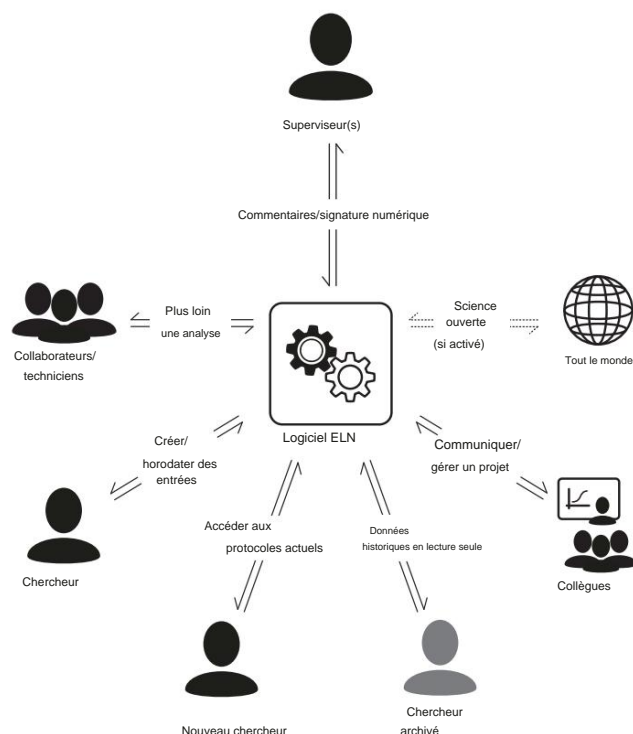 Superviseur(s)
Commentaires/signature numérique
Plus loin
une analyse
Collaborateurs/
techniciens
Science
ouverte
(si activé)
Tout le monde
Logiciel ELN
Créer/
horodater des
entrées
Chercheur
Communiquer/
gérer un projet
Collègues
Accéder aux
protocoles actuels
Données
historiques en lecture seule
Nouveau chercheur
Chercheur
archivé